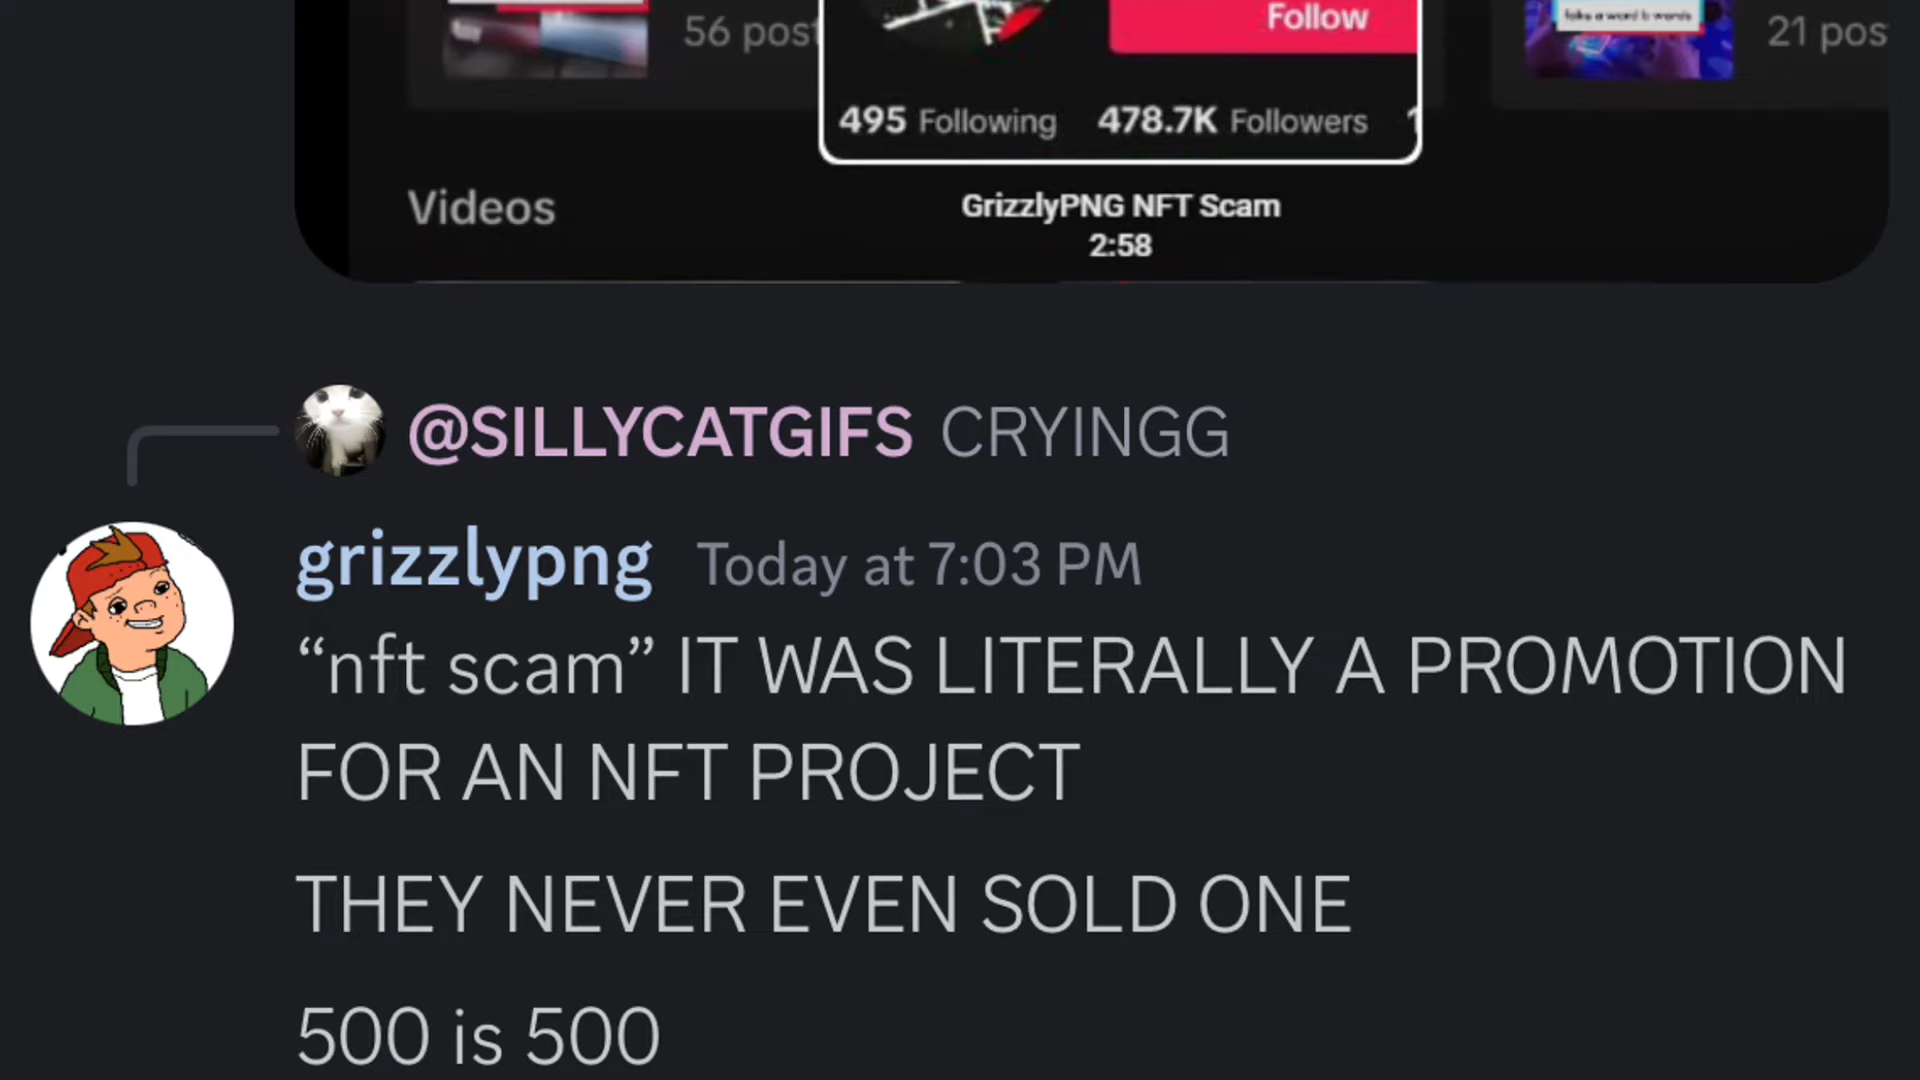 Follow
56 post
21 pos
495 Following 478.7K Followers
Videos
GrizzlyPNG NFT Scam
2:58
@SILLYCATGIFS CRYINGG
grizzlypng Today at 7:03 PM
“nft scam” IT WAS LITERALLY A PROMOTION
FOR AN NFT PROJECT
THEY NEVER EVEN SOLD ONE
500 is 500